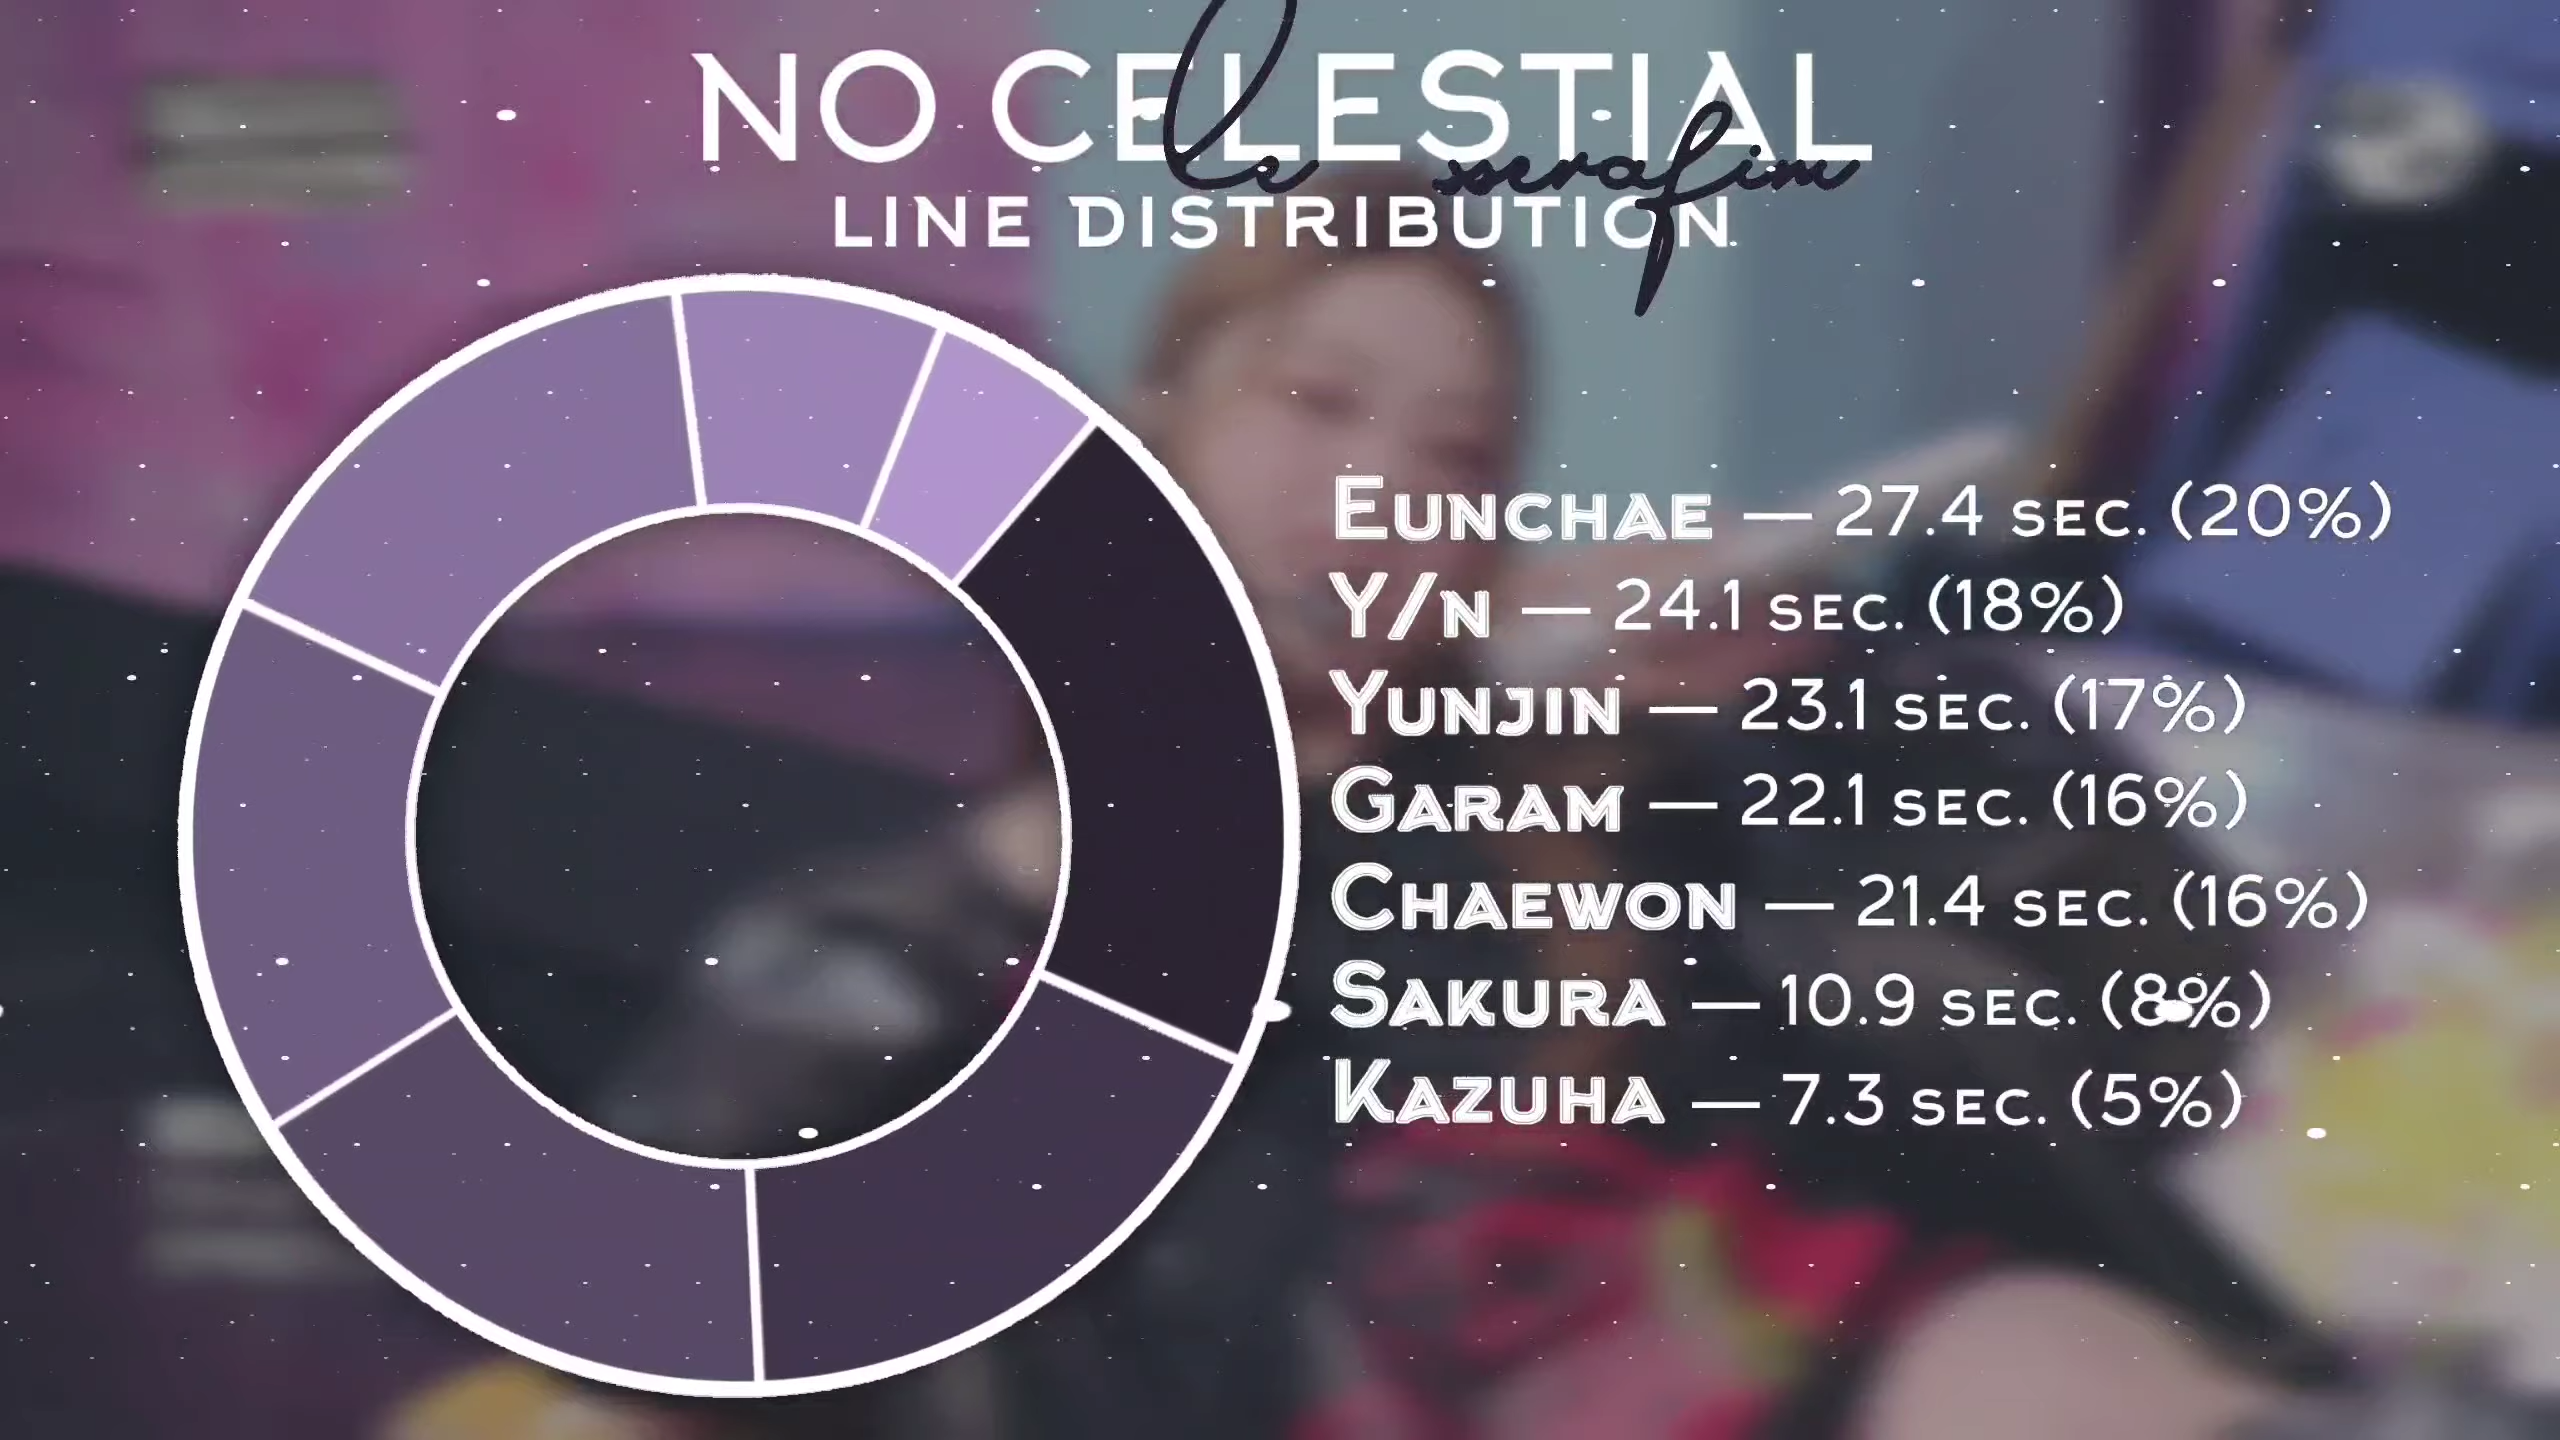 NO CELESTIAL
le sserafim
LINE DISTRIBUTION
EUNCHAE — 27.4 SEC. (20%)
Y/N — 24.1 SEC. (18%)
YUNJIN — 23.1 SEC. (17%)
GARAM — 22.1 SEC. (16%)
CHAEWON — 21.4 SEC. (16%)
SAKURA — 10.9 SEC. (8%)
KAZUHA — 7.3 SEC. (5%)